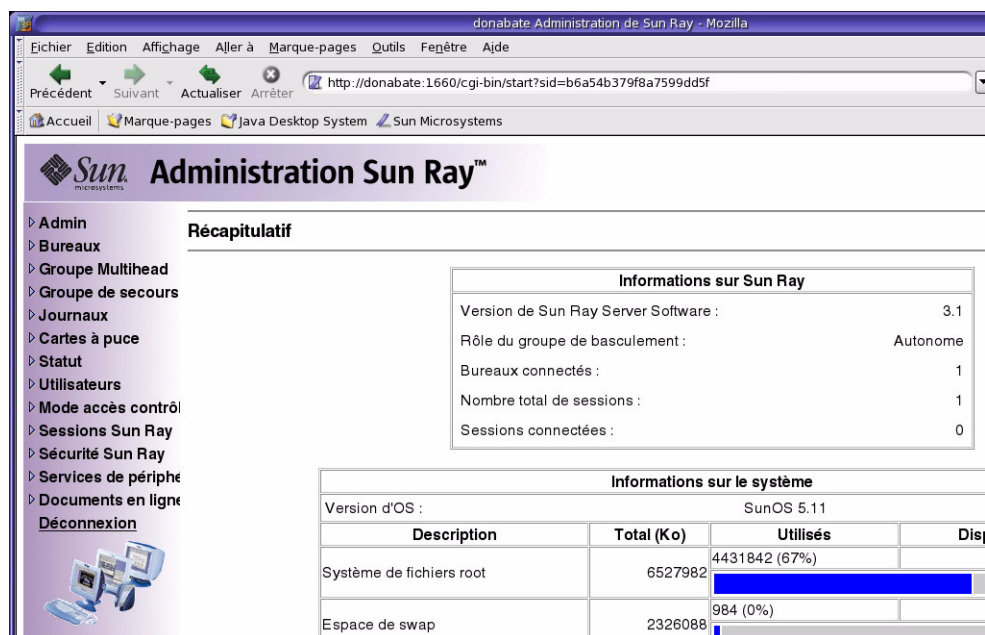 donabate Administration de Sun Ray - Mozilla
Fichier Edition Affichage Aller à Marque-pages Outils Fenêtre Aide
Précédent Suivant Actualiser Arrêter http://donabate:1660/cgi-bin/start?sid=b6a54b379f8a7599dd5f
Accueil Marque-pages Java Desktop System Sun Microsystems
Sun microsystems Administration Sun Ray™
Admin
Bureaux
Groupe Multihead
Groupe de secours
Journaux
Cartes à puce
Statut
Utilisateurs
Mode accès contrôl
Sessions Sun Ray
Sécurité Sun Ray
Services de périphé
Documents en ligne
Déconnexion
Récapitulatif
Informations sur Sun Ray
Version de Sun Ray Server Software : 3.1
Rôle du groupe de basculement : Autonome
Bureaux connectés : 1
Nombre total de sessions : 1
Sessions connectées : 0
Informations sur le système
Version d'OS : SunOS 5.11
Description Total (Ko) Utilisés Disp
Système de fichiers root 6527982 4431842 (67%)
Espace de swap 2326088 984 (0%)